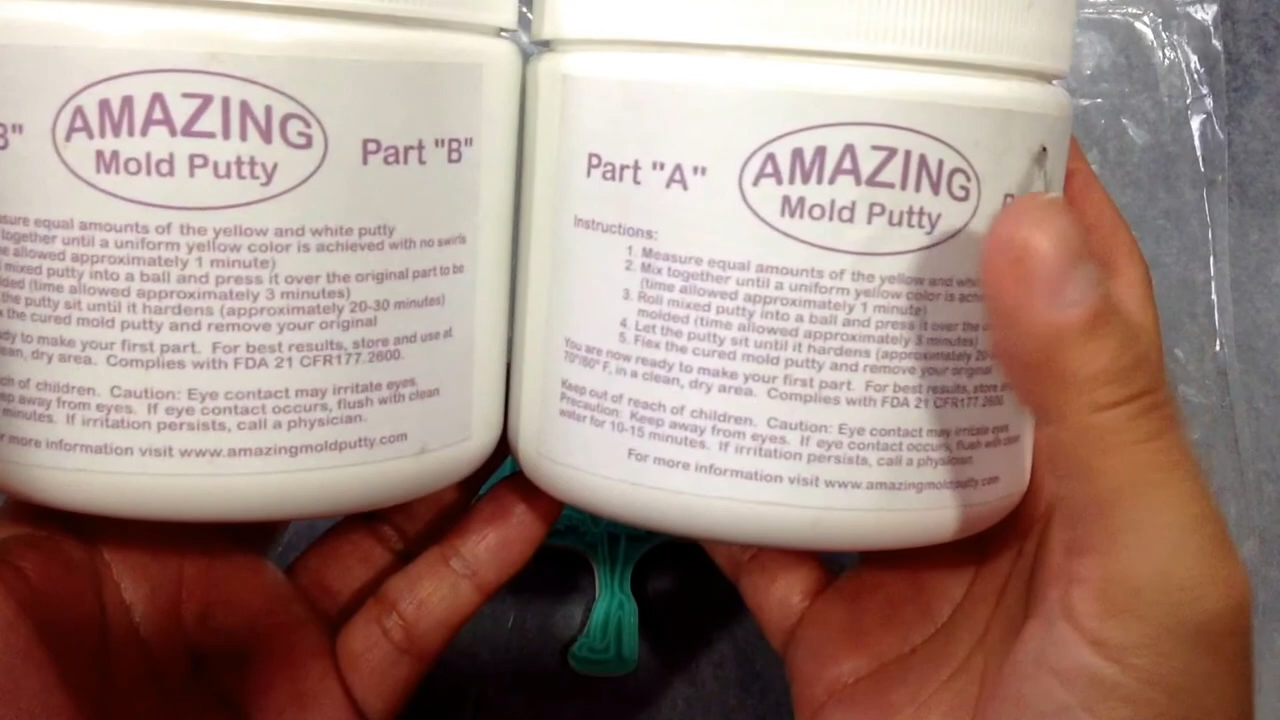 B"
AMAZING
Mold Putty
Part "B"
sure equal amounts of the yellow and white putty
together until a uniform yellow color is achieved with no swirls
allowed approximately 1 minute)
mixed putty into a ball and press it over the original part to be
ded (time allowed approximately 3 minutes)
the putty sit until it hardens (approximately 20-30 minutes)
the cured mold putty and remove your original
dy to make your first part. For best results, store and use at
ean, dry area. Complies with FDA 21 CFR177.2600.
ch of children. Caution: Eye contact may irritate eyes.
p away from eyes. If eye contact occurs, flush with clean
minutes. If irritation persists, call a physician.
r more information visit www.amazingmoldputty.com
Part "A"
AMAZING
Mold Putty
Instructions:
1. Measure equal amounts of the yellow and whi
2. Mix together until a uniform yellow color is achi
(time allowed approximately 1 minute)
3. Roll mixed putty into a ball and press it over the o
molded (time allowed approximately 3 minutes)
4. Let the putty sit until it hardens (approximately 20
5. Flex the cured mold putty and remove your original
You are now ready to make your first part. For best results, store
70°/80° F. in a clean, dry area. Complies with FDA 21 CFR177.2600.
Keep out of reach of children. Caution: Eye contact may irritate eyes.
Precaution: Keep away from eyes. If eye contact occurs, flush with clean
water for 10-15 minutes. If irritation persists, call a physician.
For more information visit www.amazingmoldputty.com